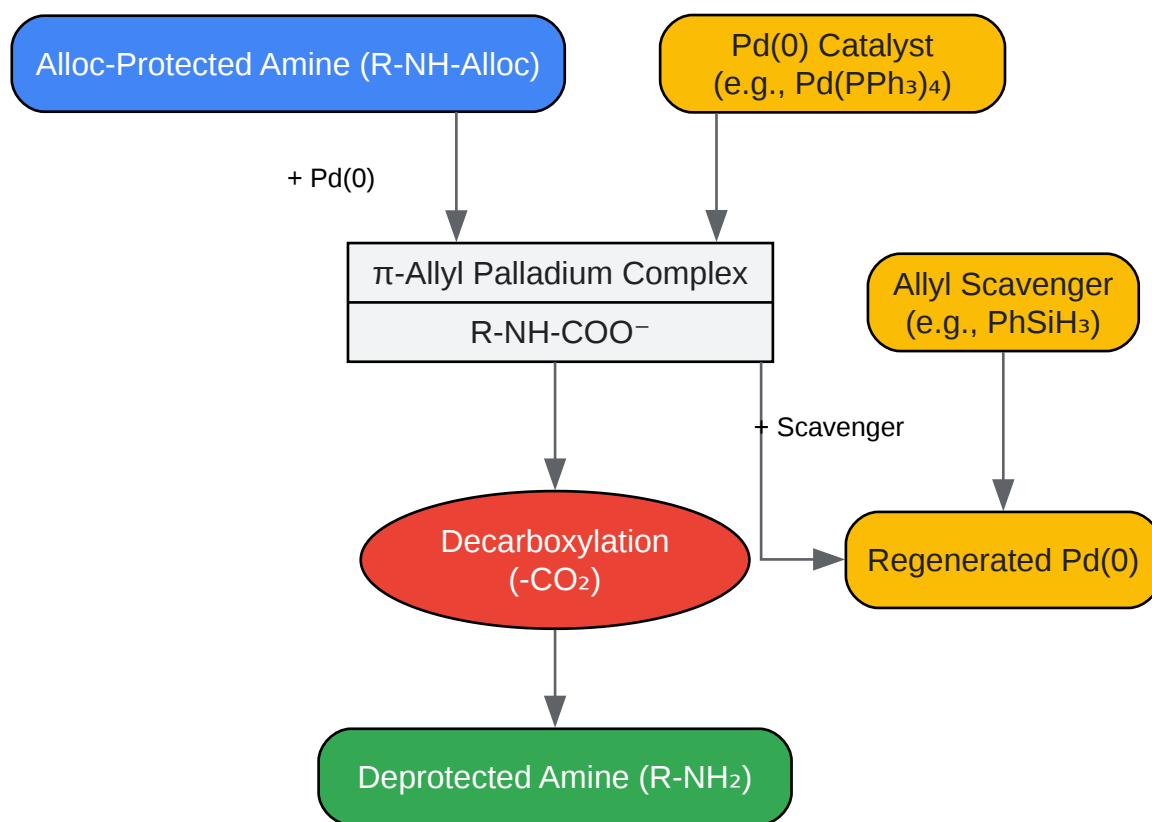 Alloc-Protected Amine (R-NH-Alloc)
Pd(0) Catalyst
(e.g., Pd(PPh₃)₄)
+ Pd(0)
π-Allyl Palladium Complex
R-NH-COO⁻
Allyl Scavenger
(e.g., PhSiH₃)
+ Scavenger
Decarboxylation
(-CO₂)
Regenerated Pd(0)
Deprotected Amine (R-NH₂)